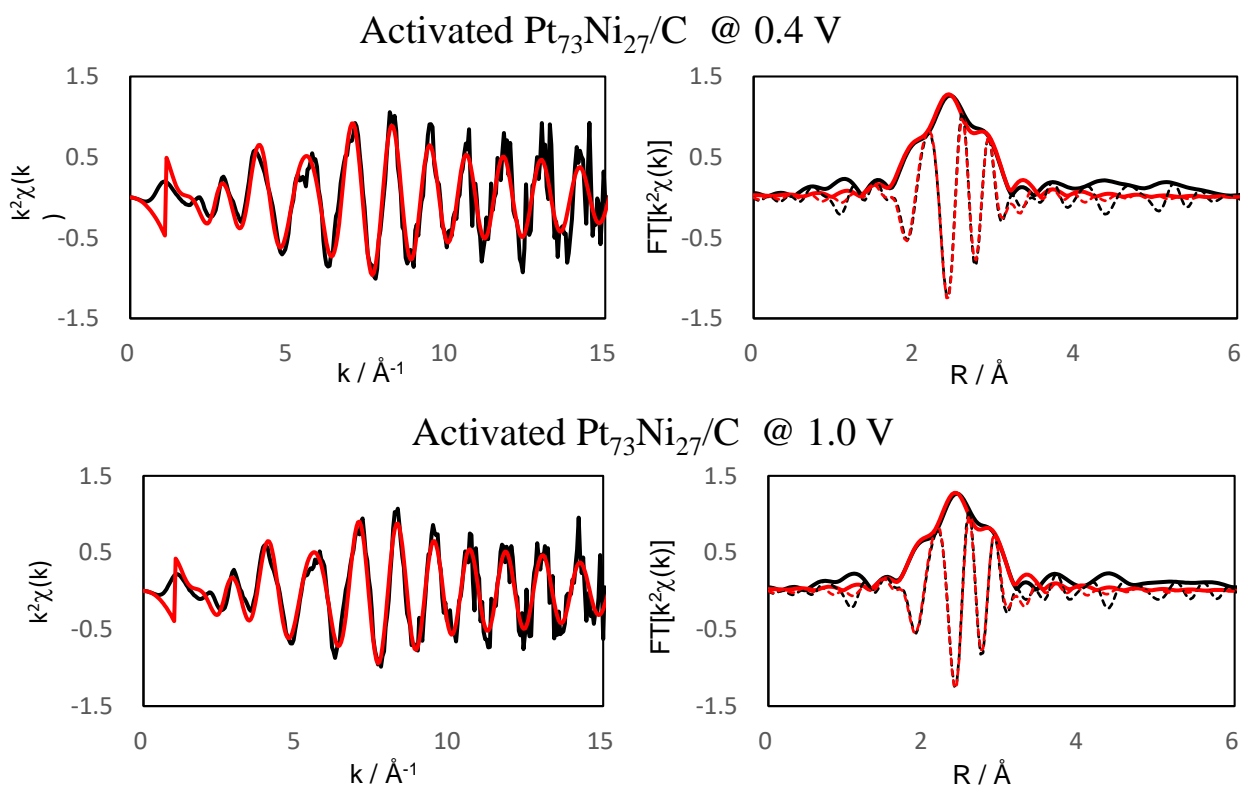 Activated Pt₇₃Ni₂₇/C @ 0.4 V
k²χ(k
)
1.5
0.5
-0.5
-1.5
0 5 10 15
k / Å⁻¹
FT[k²χ(k)]
1.5
0.5
-0.5
-1.5
0 2 4 6
R / Å
Activated Pt₇₃Ni₂₇/C @ 1.0 V
k²χ(k)
1.5
0.5
-0.5
-1.5
0 5 10 15
k / Å⁻¹
FT[k²χ(k)]
1.5
0.5
-0.5
-1.5
0 2 4 6
R / Å